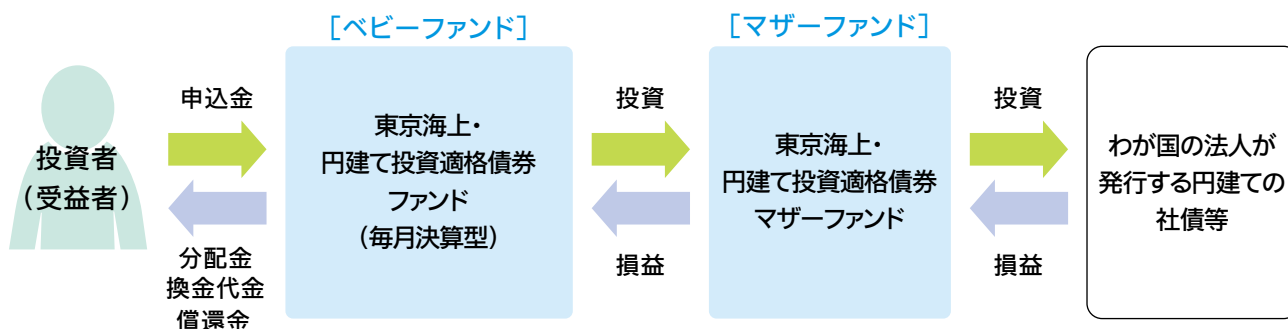 [ベビーファンド]
[マザーファンド]
投資者
(受益者)
申込金
分配金
換金代金
償還金
東京海上・
円建て投資適格債券
ファンド
(毎月決算型)
投資
損益
東京海上・
円建て投資適格債券
マザーファンド
投資
損益
わが国の法人が
発行する円建ての
社債等